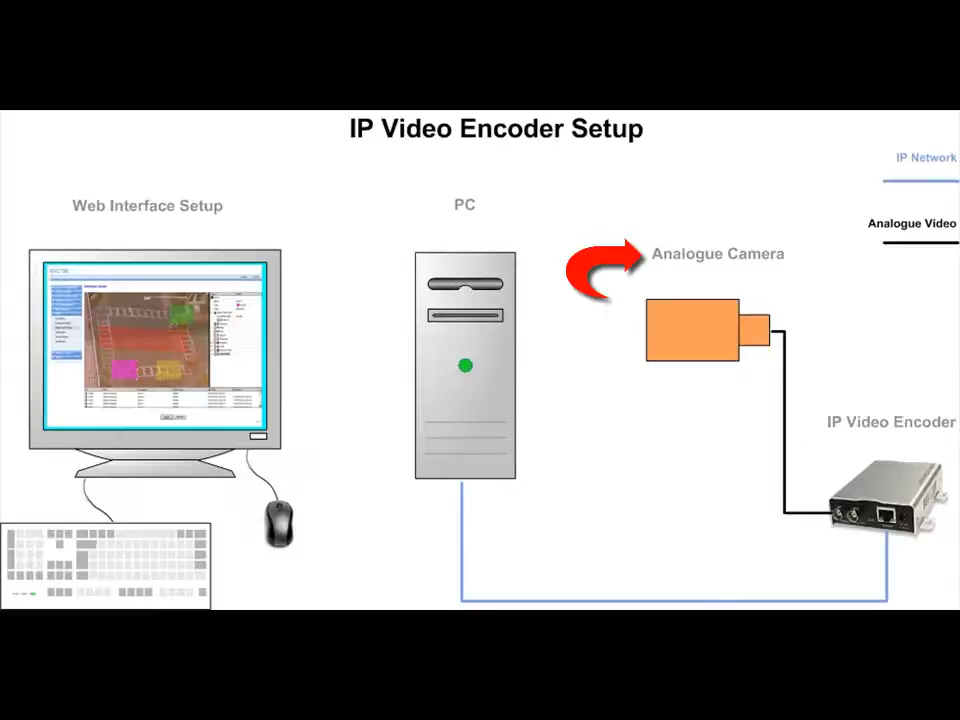 IP Video Encoder Setup
IP Network
Web Interface Setup
PC
Analogue Video
Analogue Camera
IP Video Encoder